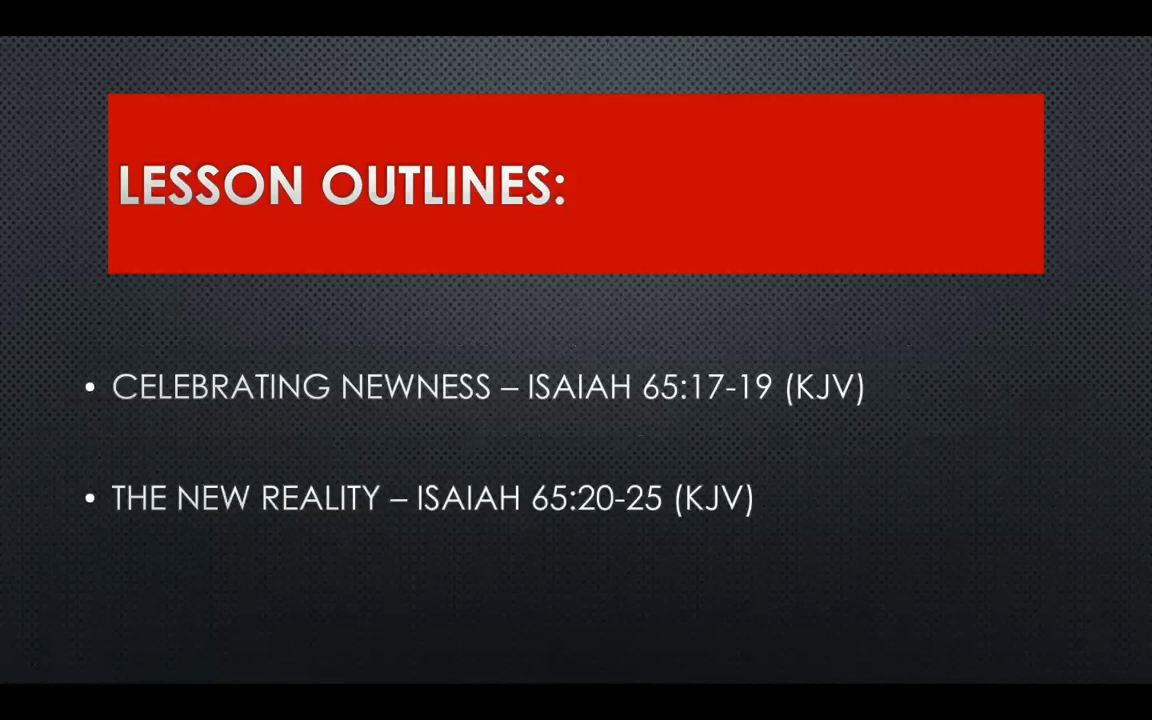 LESSON OUTLINES:
• CELEBRATING NEWNESS – ISAIAH 65:17-19 (KJV)
• THE NEW REALITY – ISAIAH 65:20-25 (KJV)